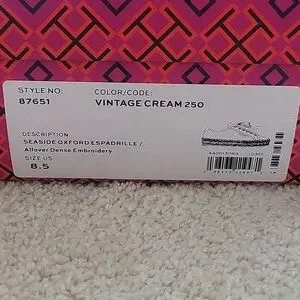 STYLE NO:
COLOR/CODE:
87651
VINTAGE CREAM 250
DESCRIPTION
SEASIDE OXFORD ESPADRILLE /
Allover Dense Embroidery
SIZE US
8.5